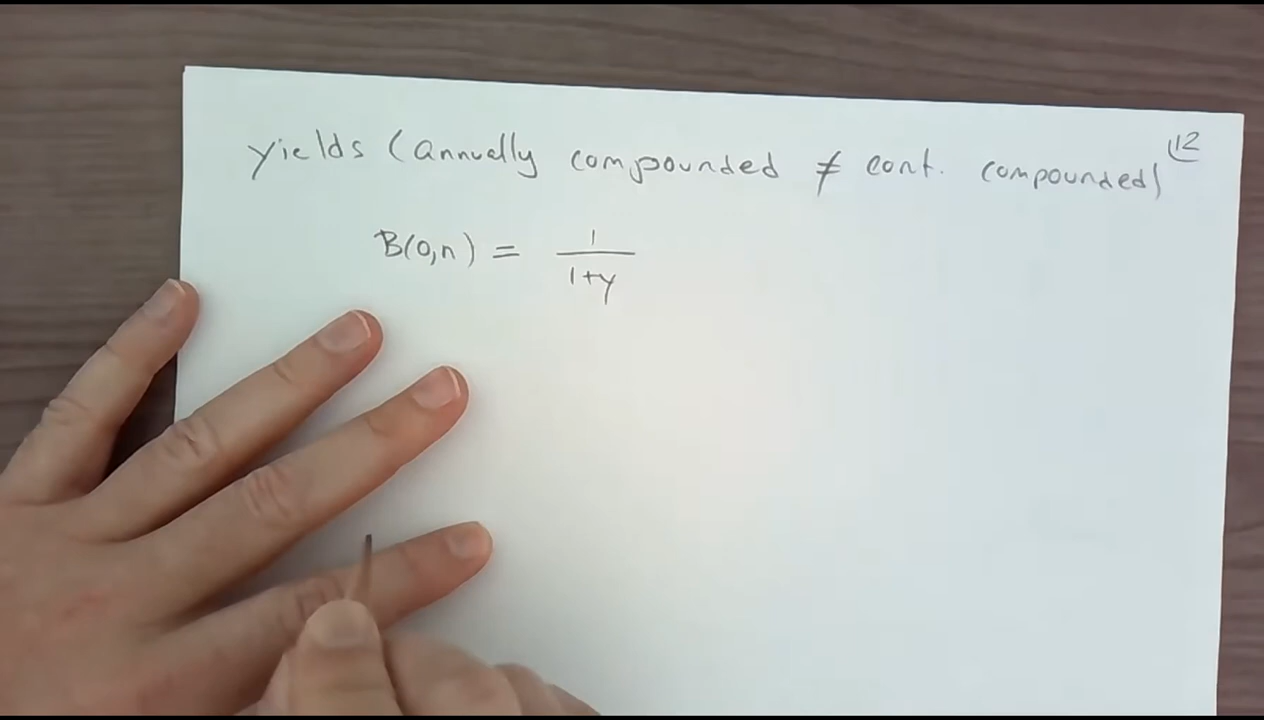 yields (annually compounded ≠ cont. compounded) 12
B(0,n) = 1
1+y